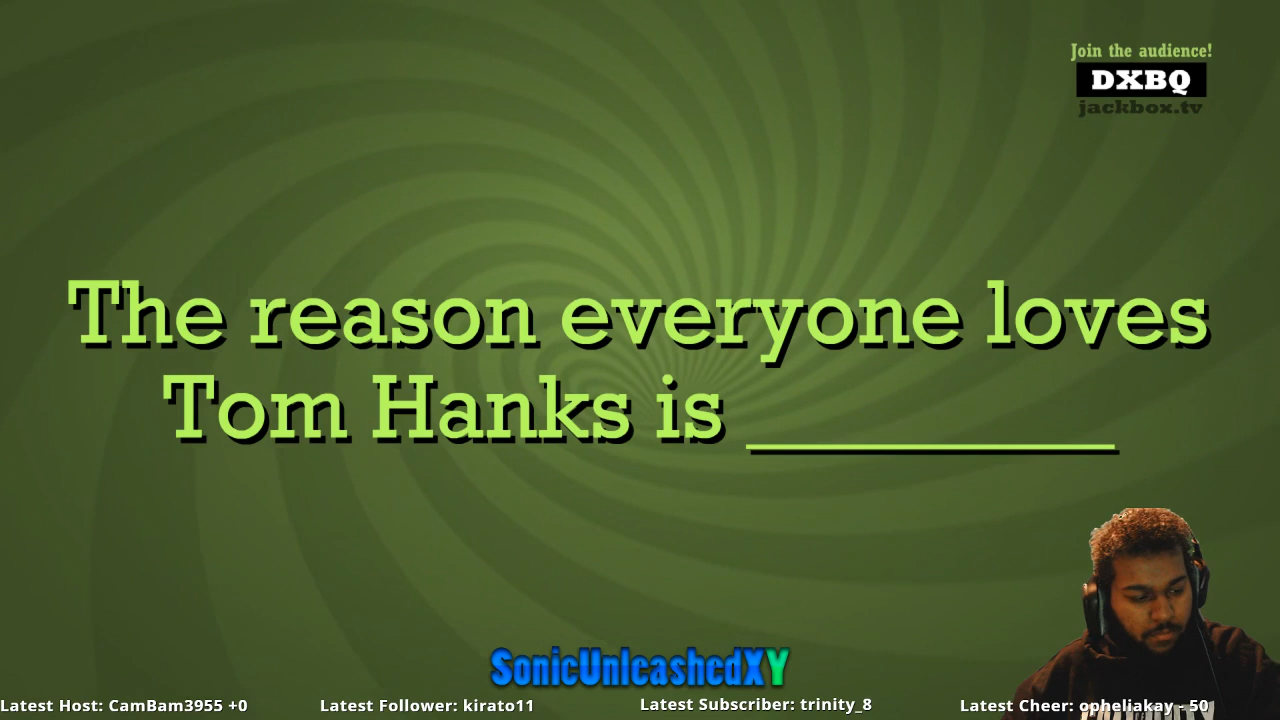 Join the audience!
DXBQ
jackbox.tv
The reason everyone loves
Tom Hanks is __________
SonicUnleashedXY
Latest Host: CamBam3955 +0 Latest Follower: kirato11 Latest Subscriber: trinity_8 Latest Cheer: opheliakay - 50